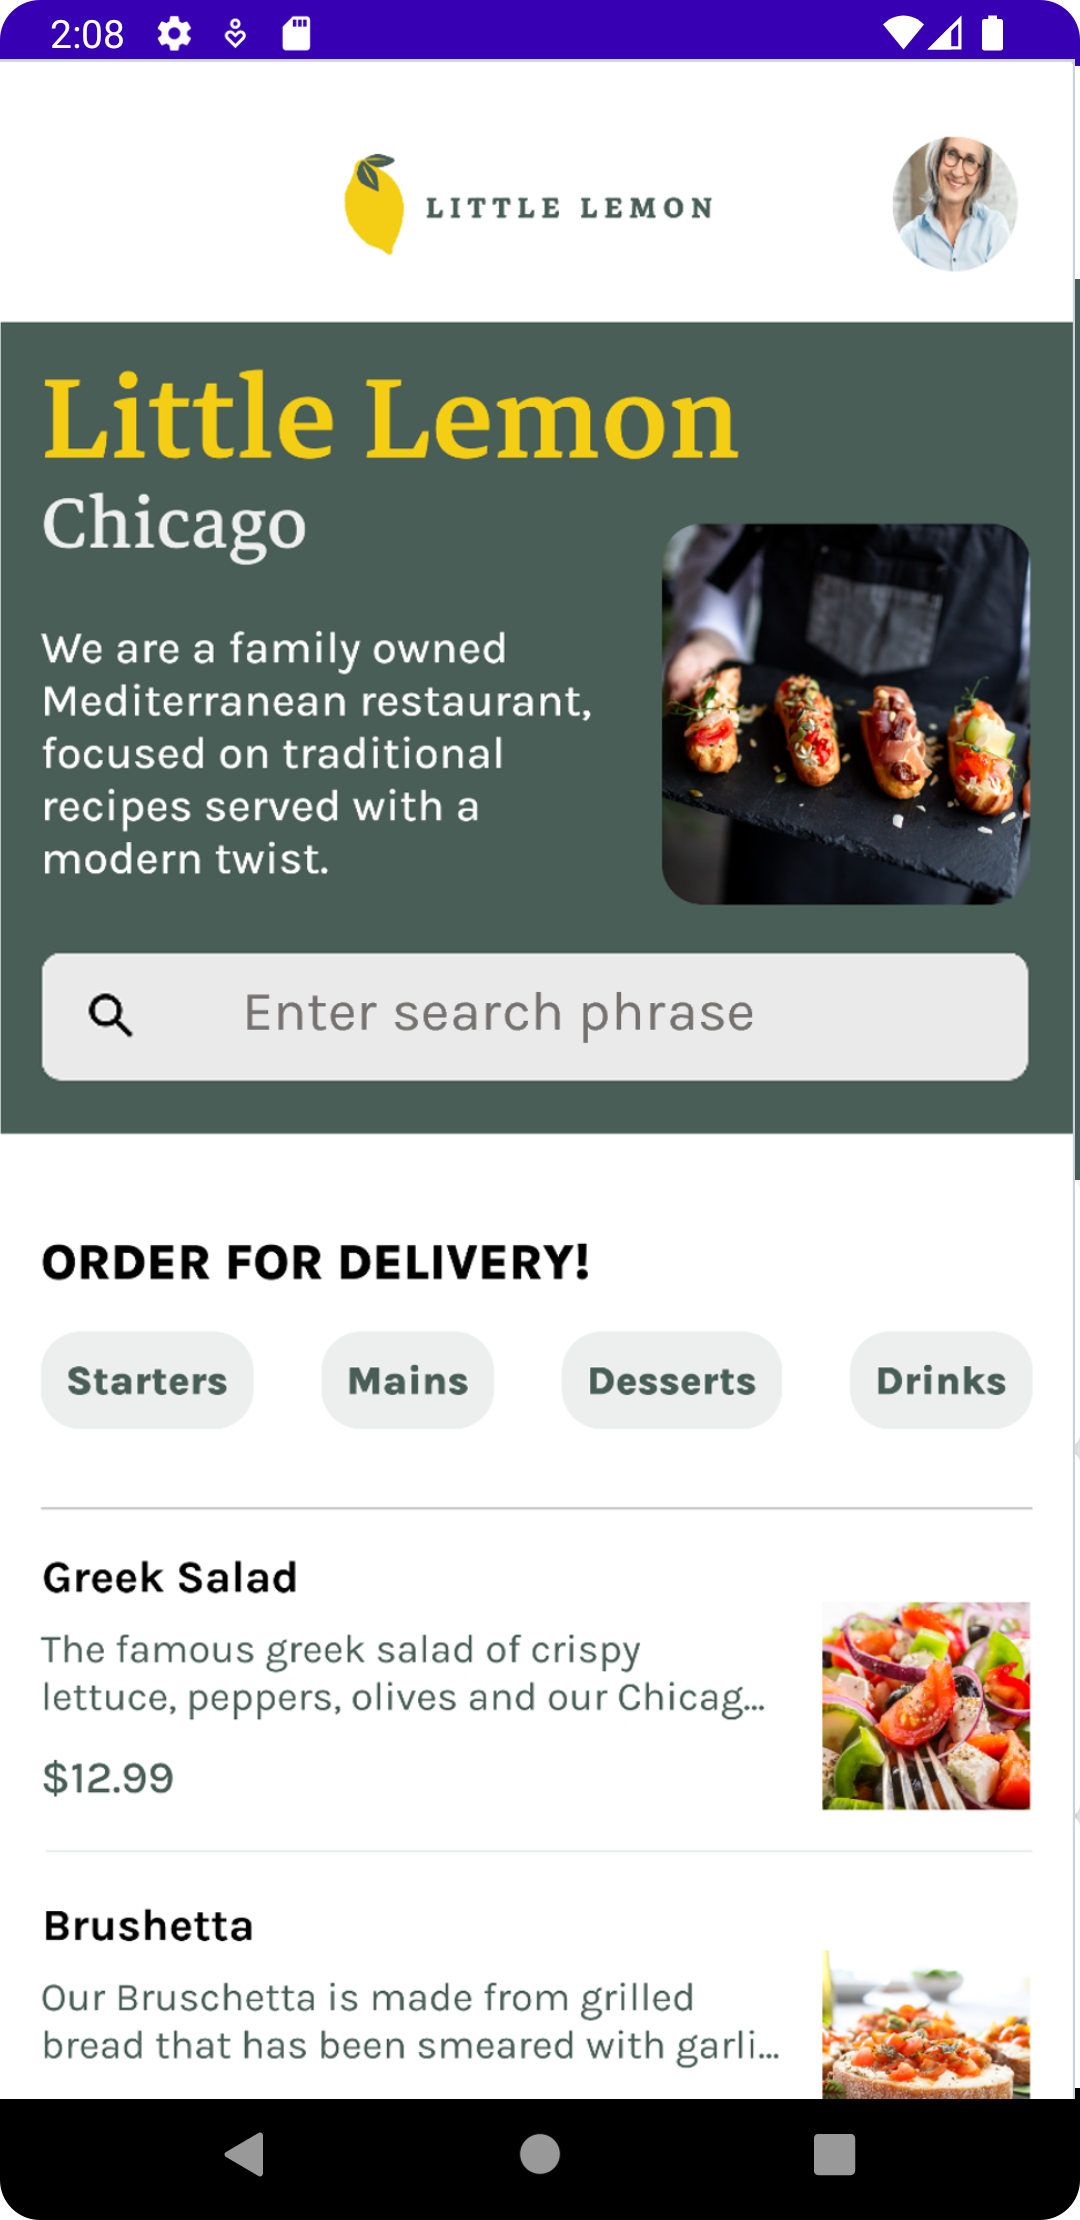 2:08
LITTLE LEMON
Little Lemon
Chicago
We are a family owned
Mediterranean restaurant,
focused on traditional
recipes served with a
modern twist.
Enter search phrase
ORDER FOR DELIVERY!
Starters Mains Desserts Drinks
Greek Salad
The famous greek salad of crispy
lettuce, peppers, olives and our Chicag...
$12.99
Brushetta
Our Bruschetta is made from grilled
bread that has been smeared with garli...